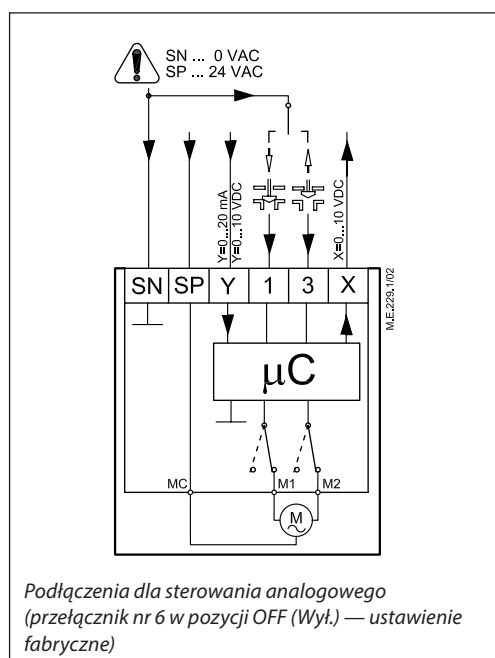 SN ... 0 VAC
SP ... 24 VAC
Y=0...20 mA
Y=0...10 VDC
X=0...10 VDC
SN SP Y 1 3 X
M.E.229.1/02
µC
MC M1 M2
M
Podłączenia dla sterowania analogowego
(przełącznik nr 6 w pozycji OFF (Wył.) — ustawienie
fabryczne)